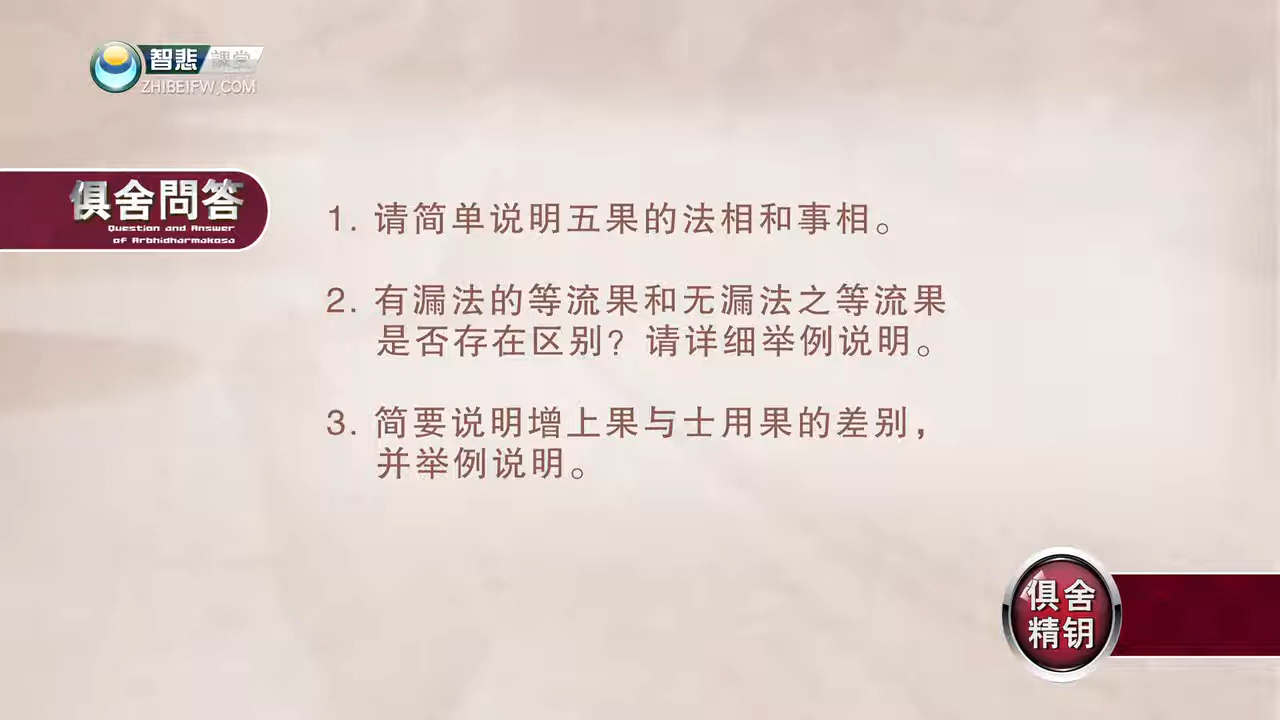 智悲課堂
ZHIBEIFW.COM
俱舍問答
Question and Answer
of Arbhidharmakosa
1. 请简单说明五果的法相和事相。
2. 有漏法的等流果和无漏法之等流果
是否存在区别？请详细举例说明。
3. 简要说明增上果与士用果的差别，
并举例说明。
俱舍
精钥